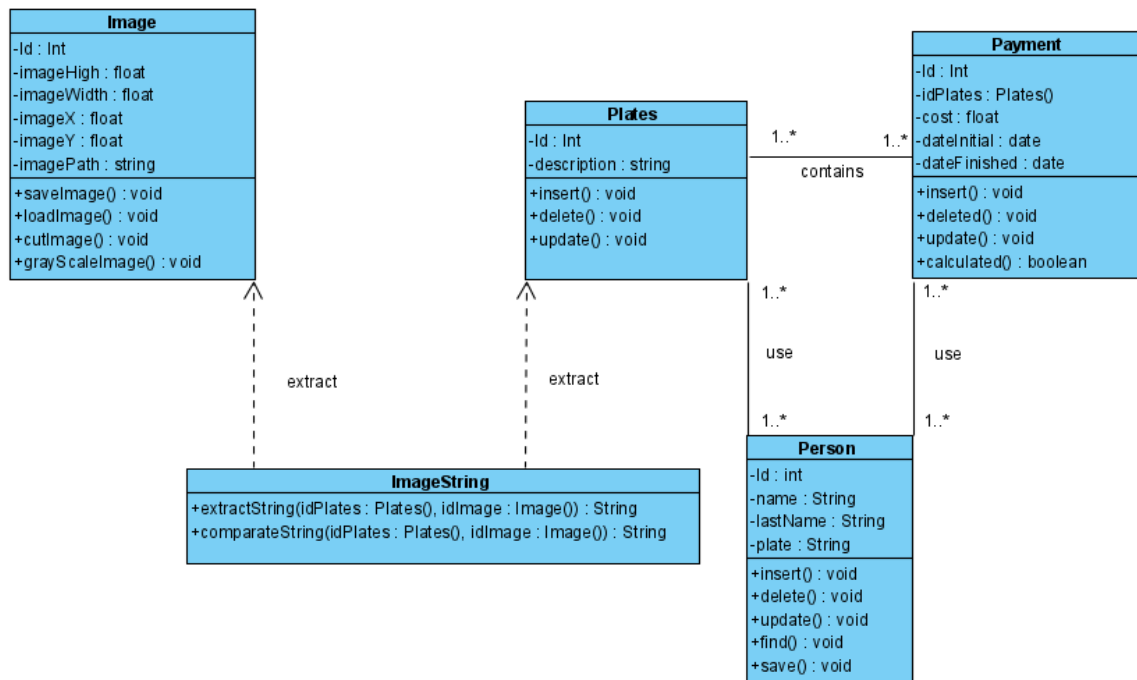 Image
-Id : Int
-imageHigh : float
-imageWidth : float
-imageX : float
-imageY : float
-imagePath : string
+saveImage() : void
+loadImage() : void
+cutImage() : void
+grayScaleImage() : void
Plates
-Id : Int
-description : string
+insert() : void
+delete() : void
+update() : void
1..*
1..*
contains
Payment
-Id : Int
-idPlates : Plates()
-cost : float
-dateInitial : date
-dateFinished : date
+insert() : void
+deleted() : void
+update() : void
+calculated() : boolean
extract
extract
1..*
use
1..*
1..*
use
1..*
ImageString
+extractString(idPlates : Plates(), idImage : Image()) : String
+comparateString(idPlates : Plates(), idImage : Image()) : String
Person
-Id : int
-name : String
-lastName : String
-plate : String
+insert() : void
+delete() : void
+update() : void
+find() : void
+save() : void